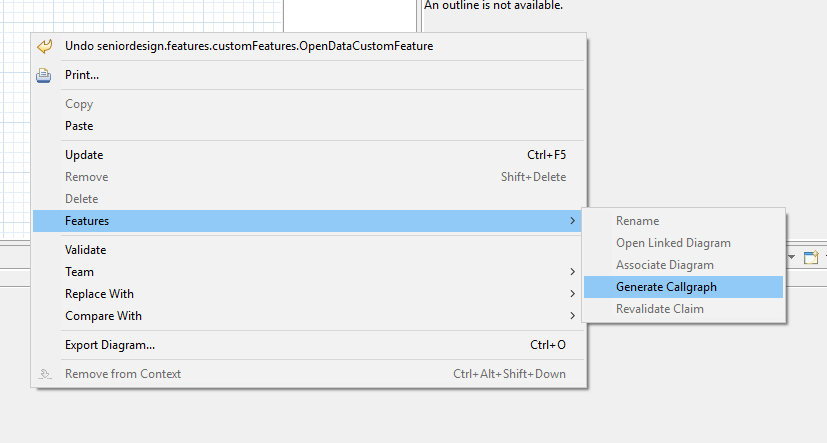 An outline is not available.
Undo seniordesign.features.customFeatures.OpenDataCustomFeature
Print...
Copy
Paste
Update Ctrl+F5
Remove Shift+Delete
Delete
Features
Rename
Open Linked Diagram
Associate Diagram
Generate Callgraph
Revalidate Claim
Validate
Team
Replace With
Compare With
Export Diagram... Ctrl+O
Remove from Context Ctrl+Alt+Shift+Down